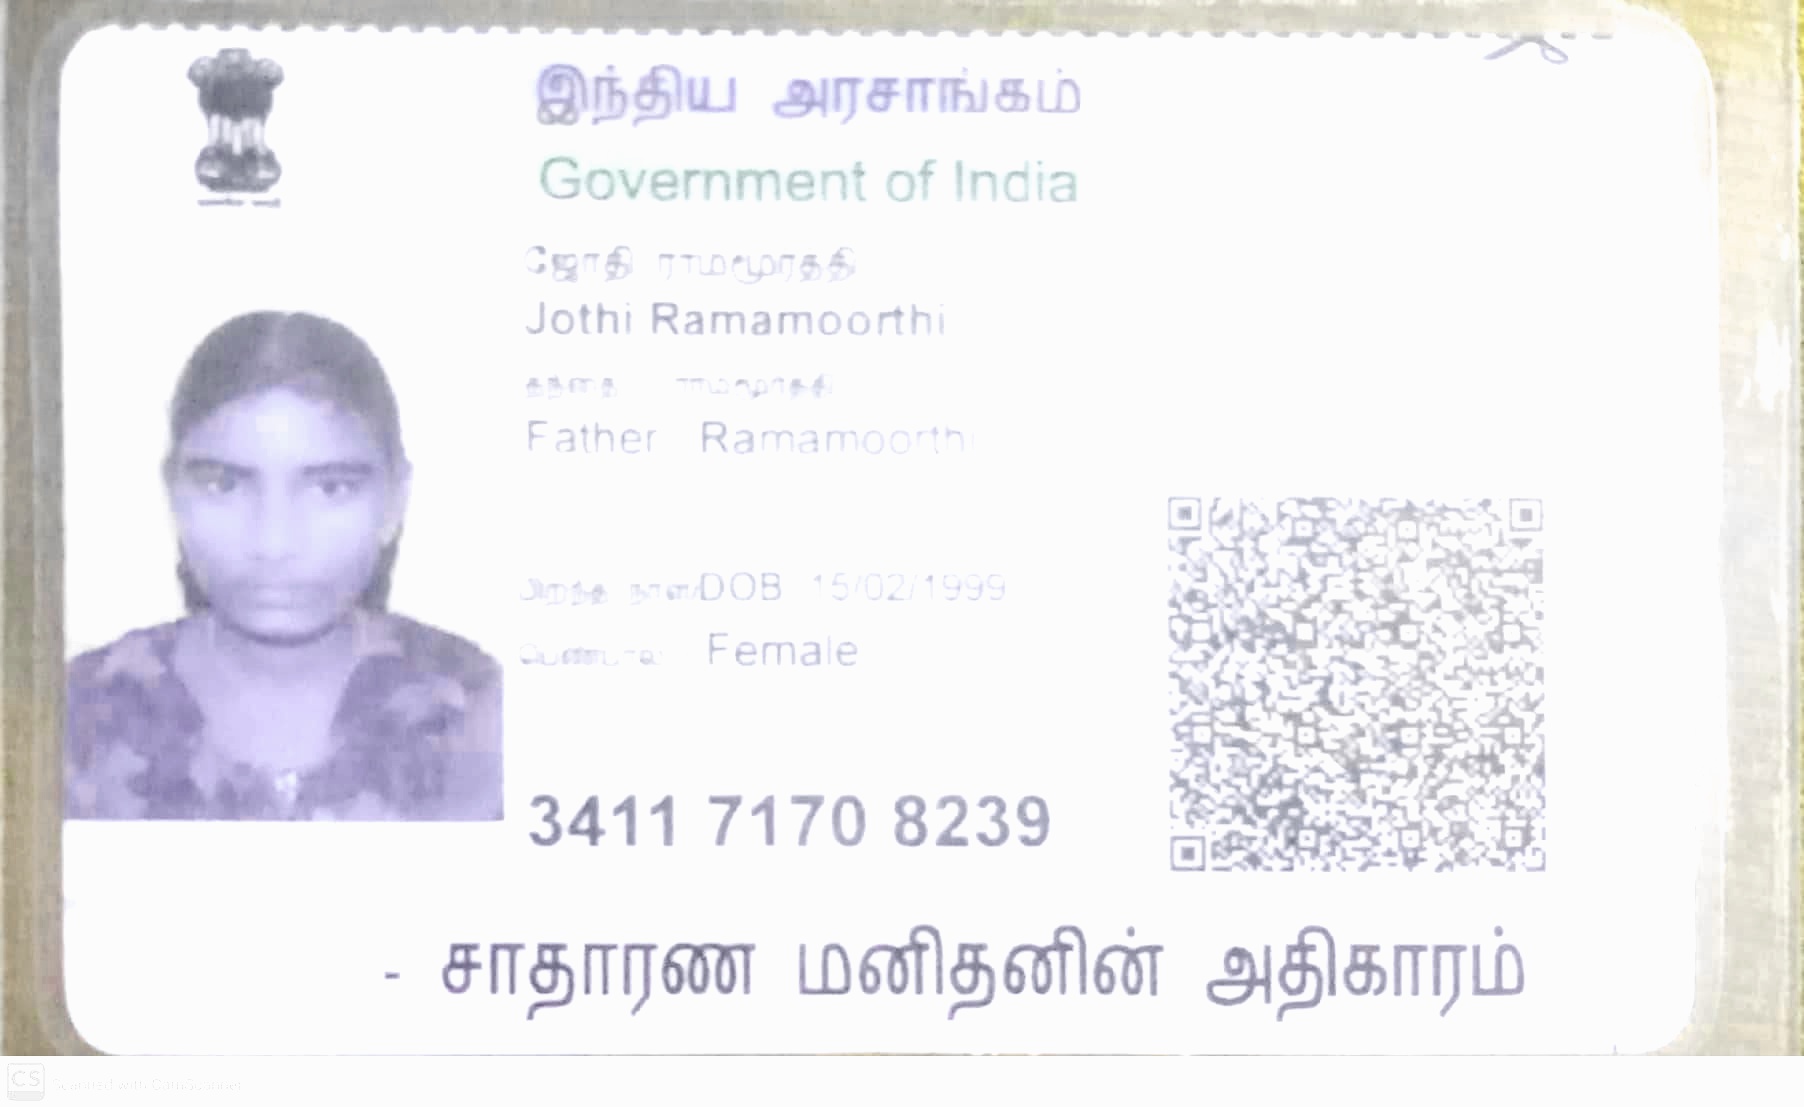 இந்திய அரசாங்கம்
Government of India
ஜோதி ராமமூர்த்தி
Jothi Ramamoorthi
தந்தை ராமமூர்த்தி
Father Ramamoorthi
பிறந்த நாள்/DOB 15/02/1999
பெண்பால் Female
3411 7170 8239
- சாதாரண மனிதனின் அதிகாரம்
CS Scanned with CamScanner